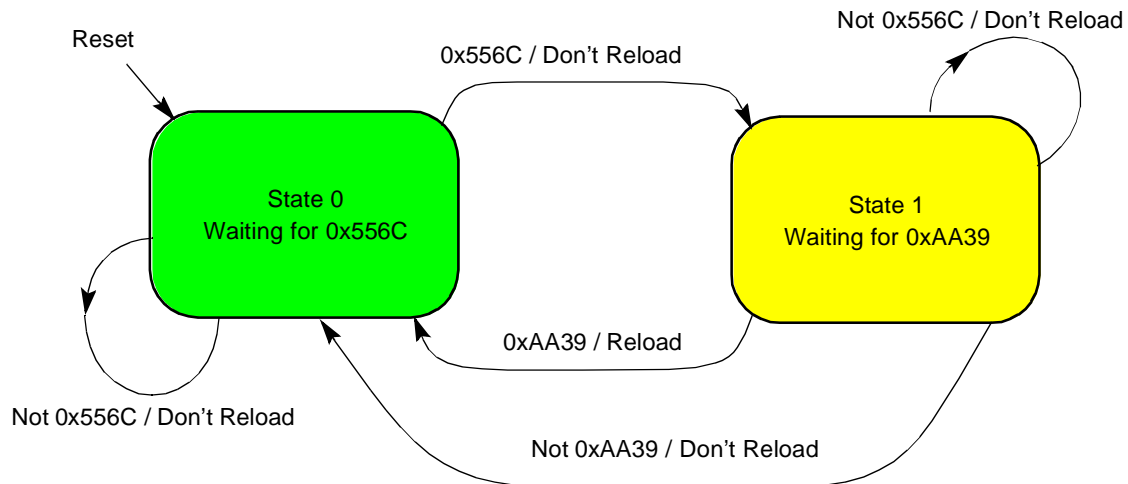 Not 0x556C / Don't Reload
Reset
0x556C / Don't Reload
State 0
Waiting for 0x556C
State 1
Waiting for 0xAA39
0xAA39 / Reload
Not 0x556C / Don't Reload
Not 0xAA39 / Don't Reload